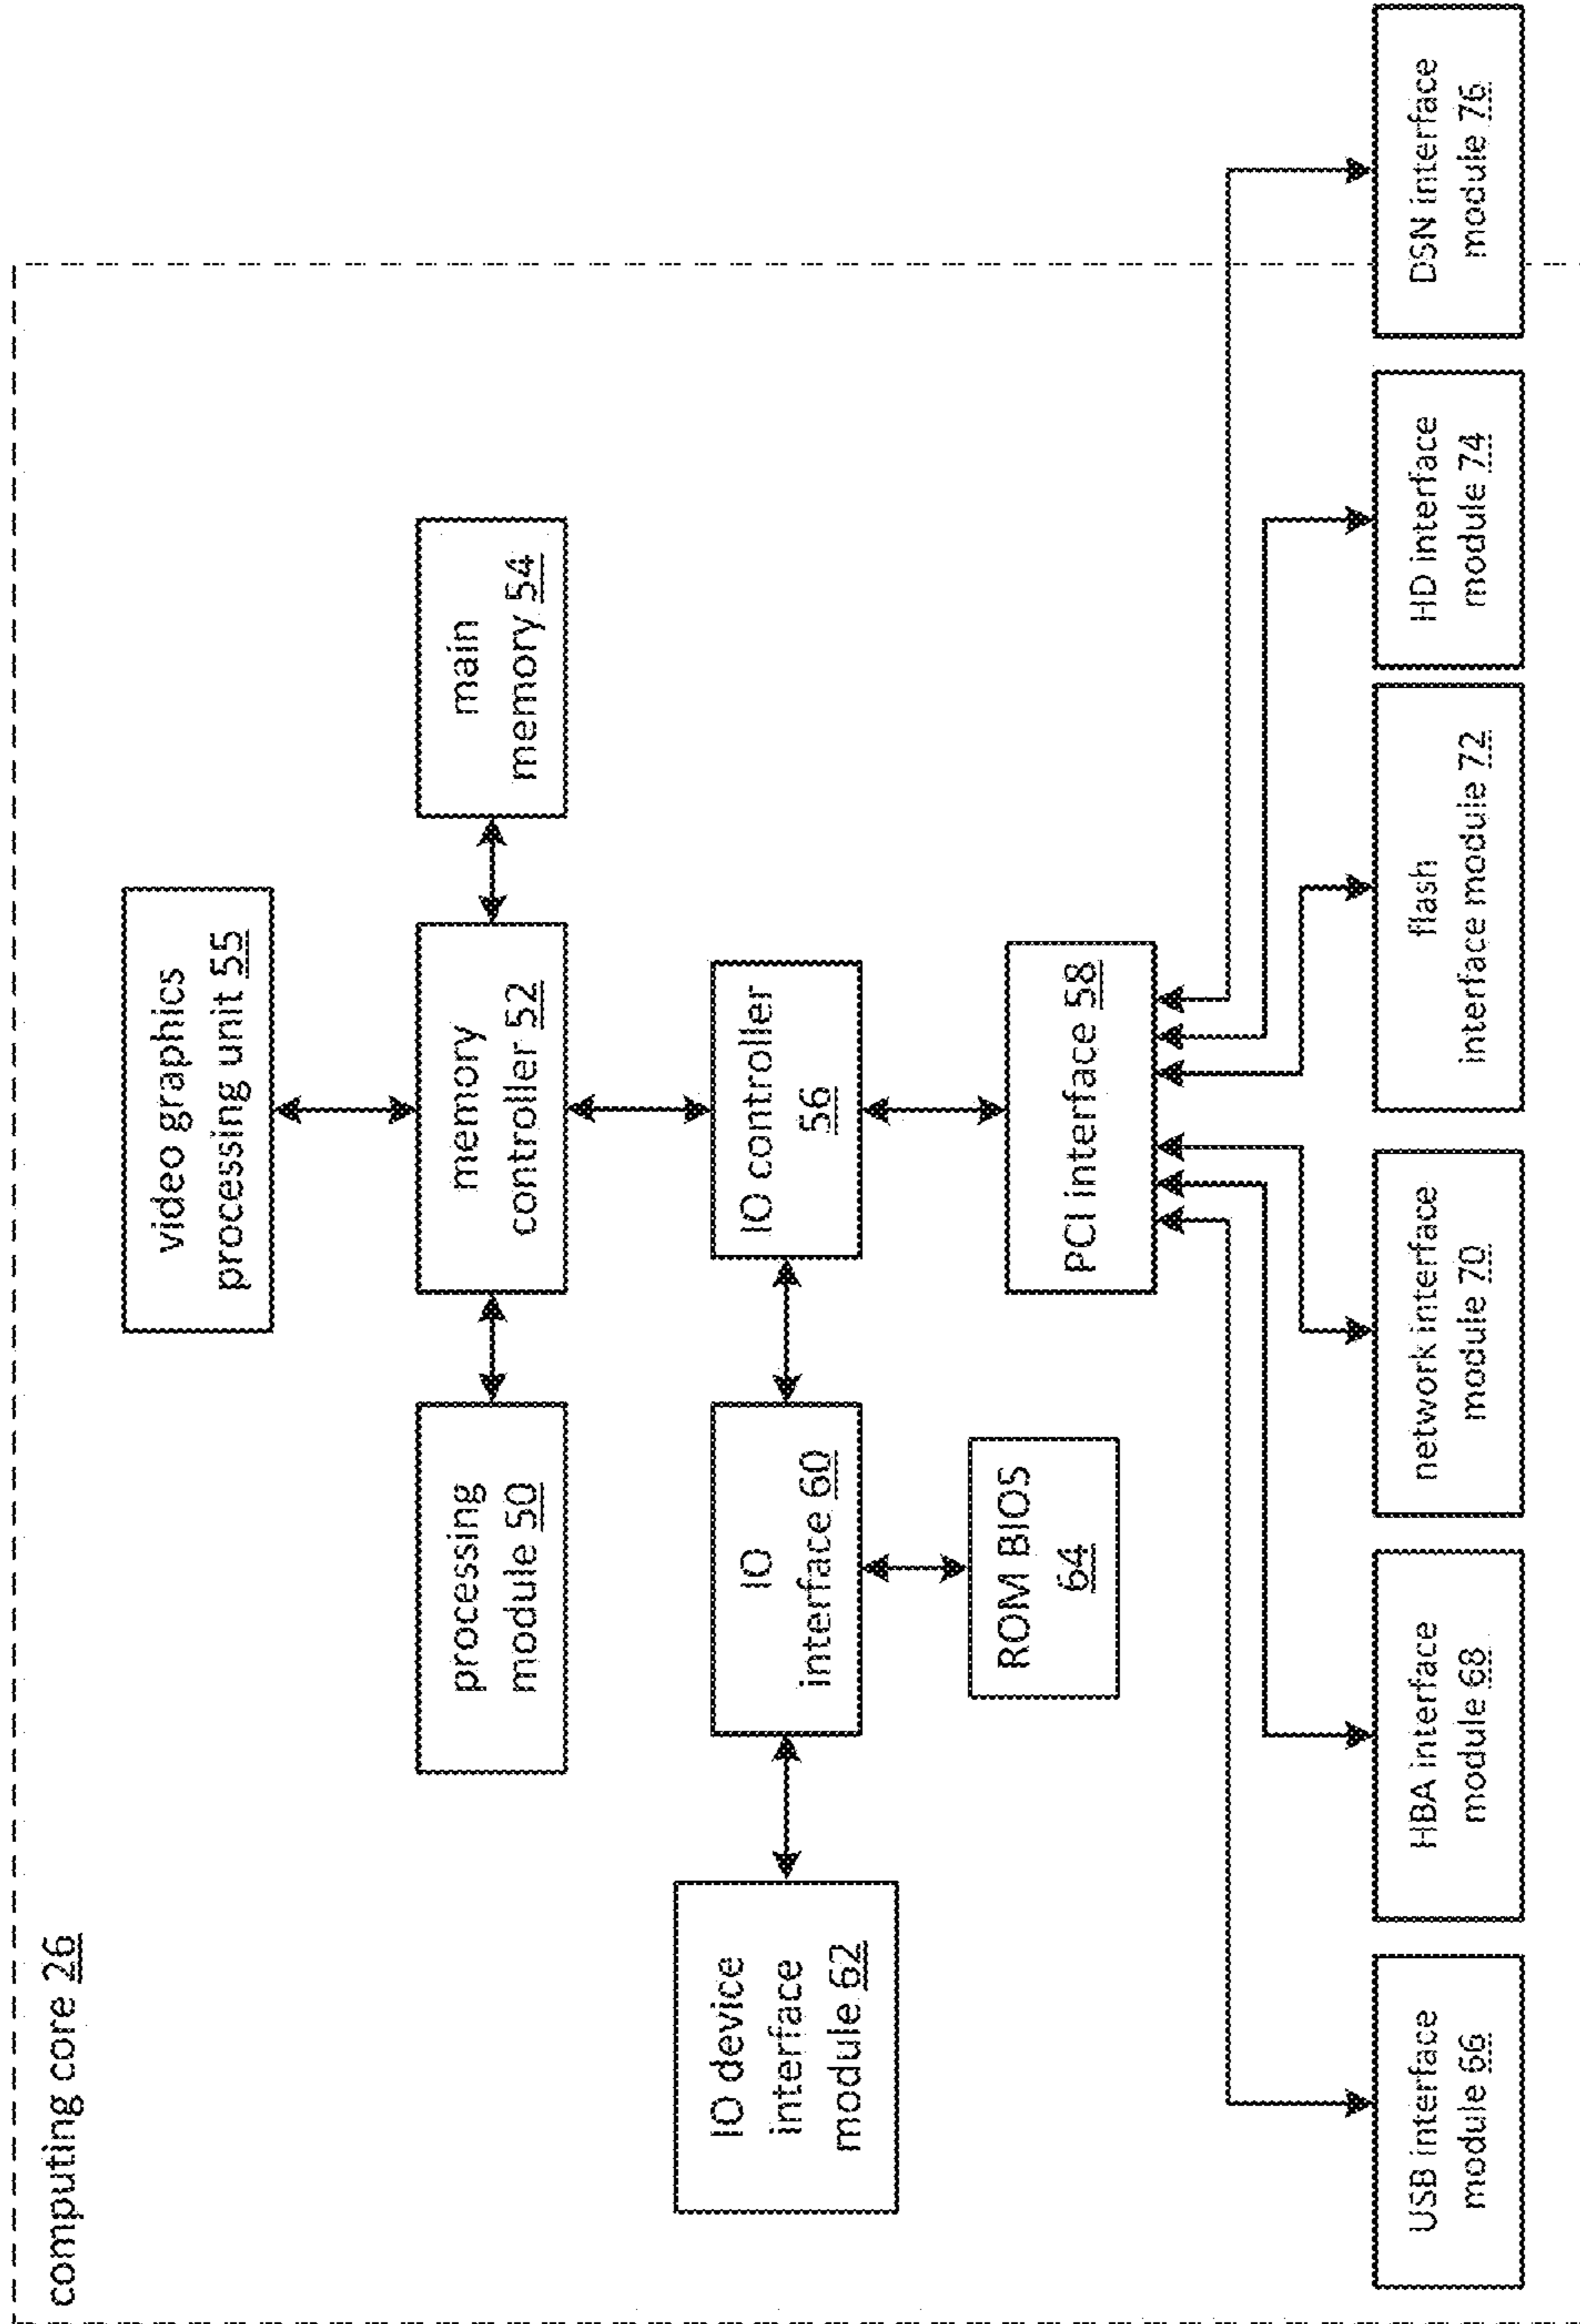 computing core 26
video graphics
processing unit 55
processing
module 50
memory
controller 52
main
memory 54
IO device
interface
module 62
IO
interface 60
IO controller
56
ROM BIOS
64
PCI interface 58
USB interface
module 66
HBA interface
module 68
network interface
module 70
flash
interface module 72
HD interface
module 74
DSN interface
module 76